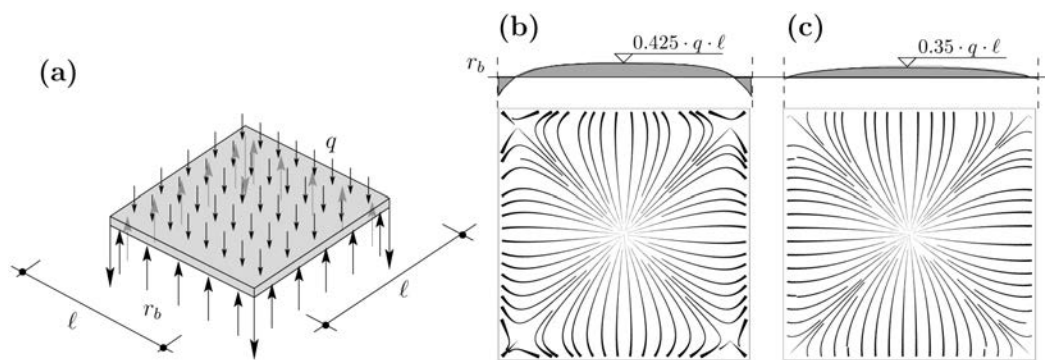 (a)
q
r_b
ℓ
ℓ
(b)
0.425 · q · ℓ
r_b
(c)
0.35 · q · ℓ